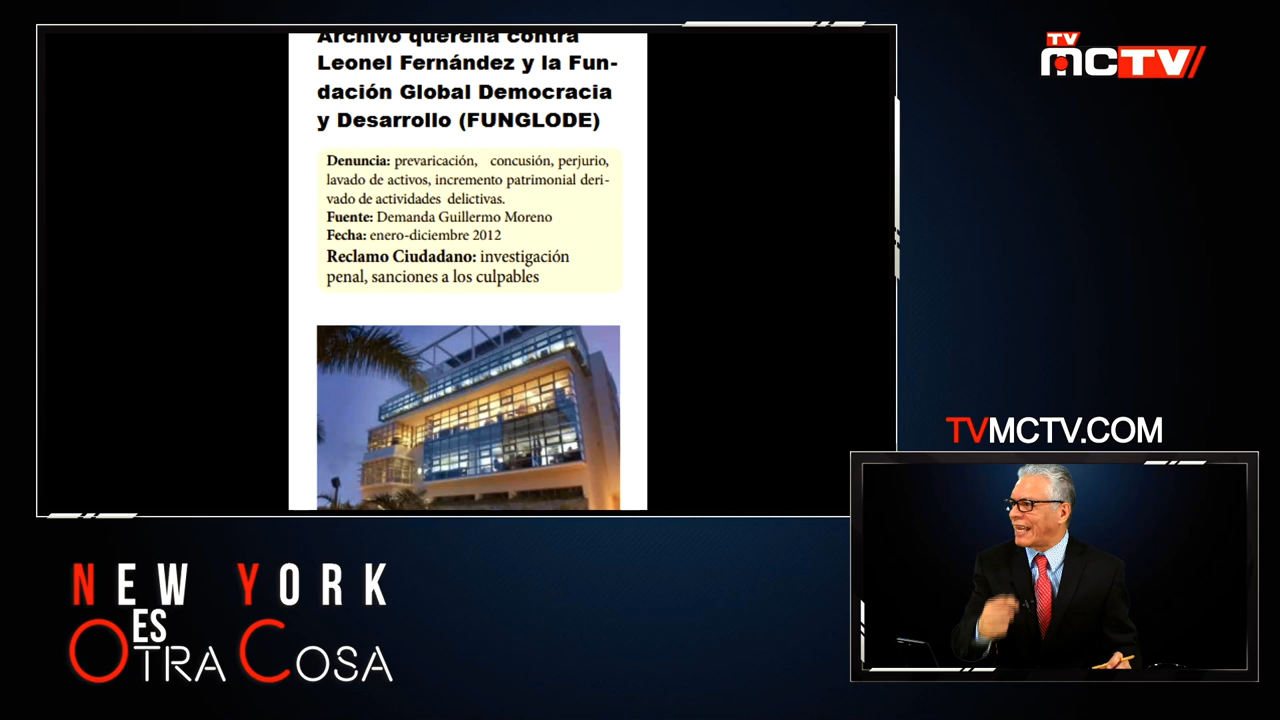 Archivo querella contra
Leonel Fernández y la Fun-
dación Global Democracia
y Desarrollo (FUNGLODE)
Denuncia: prevaricación, concusión, perjurio,
lavado de activos, incremento patrimonial deri-
vado de actividades delictivas.
Fuente: Demanda Guillermo Moreno
Fecha: enero-diciembre 2012
Reclamo Ciudadano: investigación
penal, sanciones a los culpables
TV
MCTV
TVMCTV.COM
NEW YORK
ES
OTRA COSA